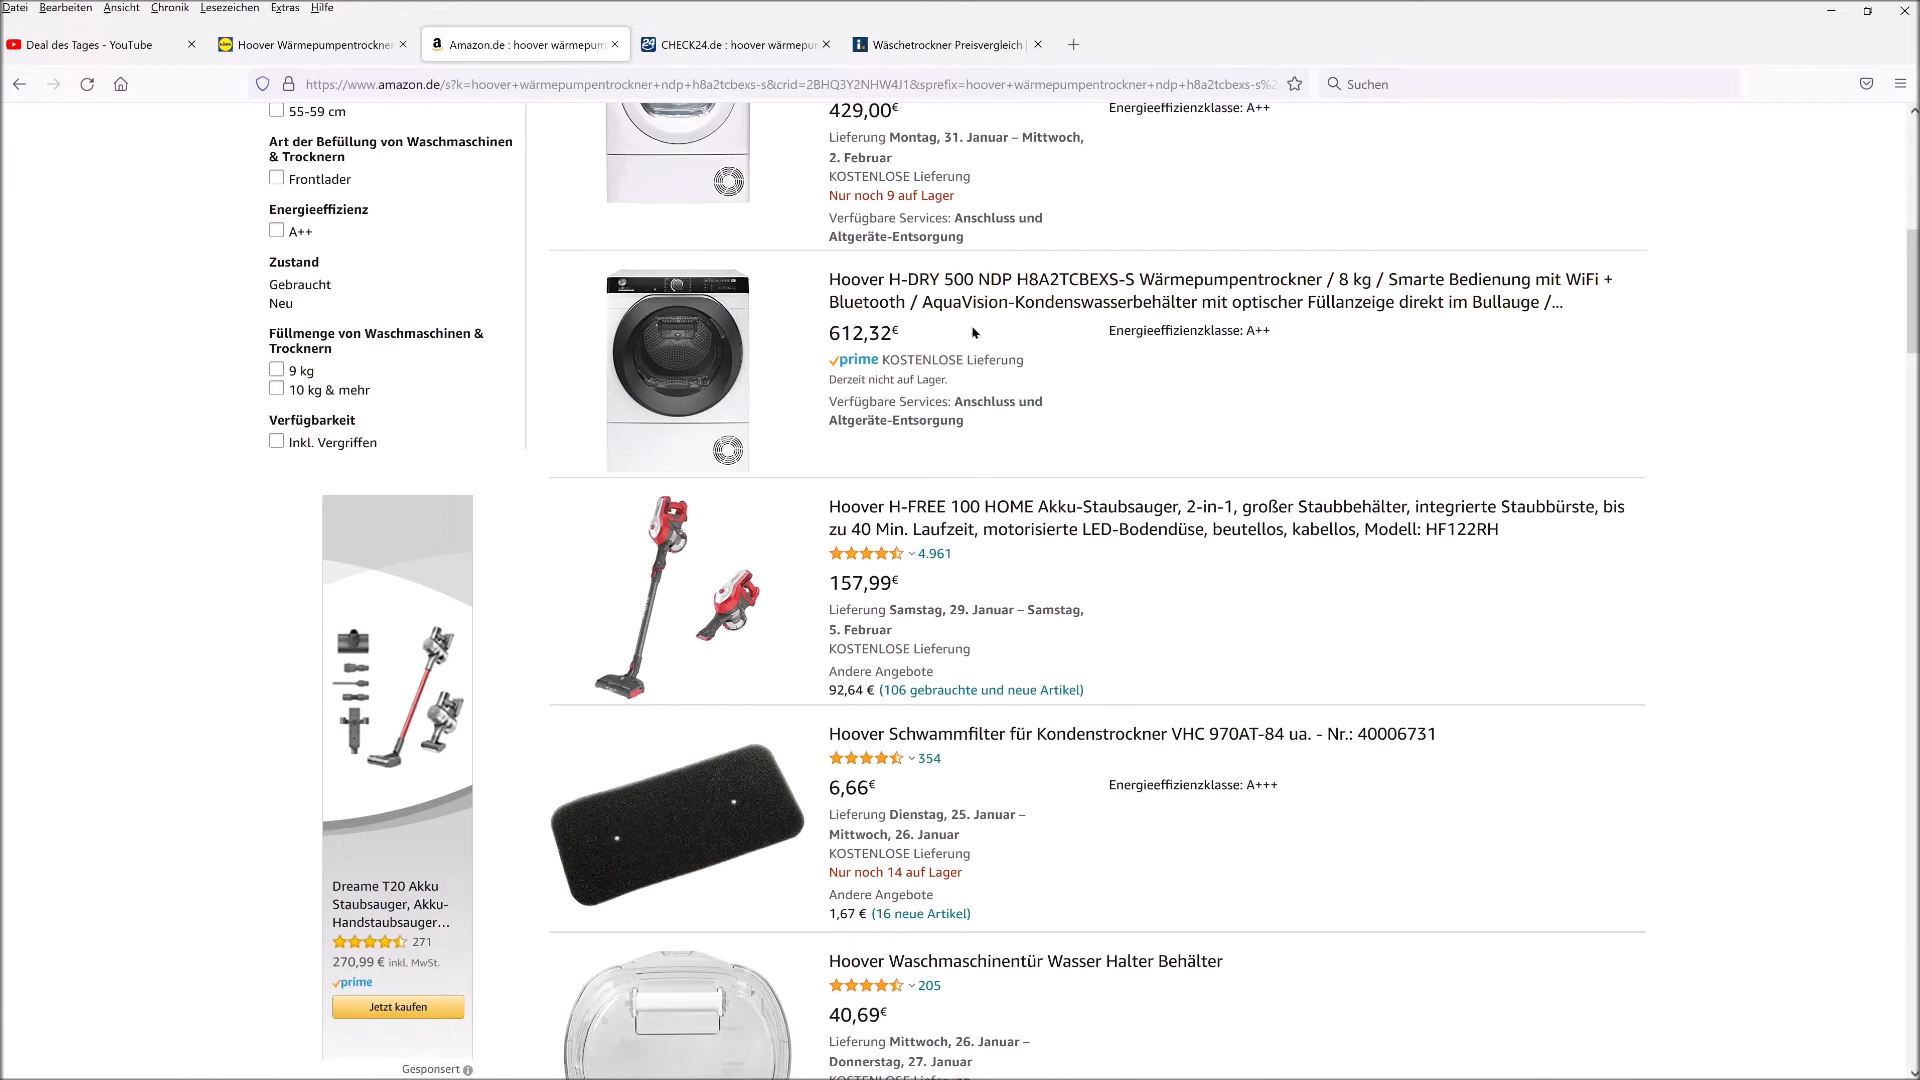 Datei Bearbeiten Ansicht Chronik Lesezeichen Extras Hilfe
Deal des Tages - YouTube
Hoover Wärmepumpentrockner
Amazon.de : hoover wärmepum
CHECK24.de : hoover wärmepun
Wäschetrockner Preisvergleich |
https://www.amazon.de/s?k=hoover+wärmepumpentrockner+ndp+h8a2tcbexs-s&crid=2BHQ3Y2NHW4J1&sprefix=hoover+wärmepumpentrockner+ndp+h8a2tcbexs-s%2
Suchen
55-59 cm
Art der Befüllung von Waschmaschinen
& Trocknern
Frontlader
Energieeffizienz
A++
Zustand
Gebraucht
Neu
Füllmenge von Waschmaschinen &
Trocknern
9 kg
10 kg & mehr
Verfügbarkeit
Inkl. Vergriffen
Dreame T20 Akku
Staubsauger, Akku-
Handstaubsauger...
271
270,99 € inkl. MwSt.
prime
Jetzt kaufen
Gesponsert
429,00€
Energieeffizienzklasse: A++
Lieferung Montag, 31. Januar – Mittwoch,
2. Februar
KOSTENLOSE Lieferung
Nur noch 9 auf Lager
Verfügbare Services: Anschluss und
Altgeräte-Entsorgung
Hoover H-DRY 500 NDP H8A2TCBEXS-S Wärmepumpentrockner / 8 kg / Smarte Bedienung mit WiFi +
Bluetooth / AquaVision-Kondenswasserbehälter mit optischer Füllanzeige direkt im Bullauge /...
612,32€
Energieeffizienzklasse: A++
prime KOSTENLOSE Lieferung
Derzeit nicht auf Lager.
Verfügbare Services: Anschluss und
Altgeräte-Entsorgung
Hoover H-FREE 100 HOME Akku-Staubsauger, 2-in-1, großer Staubbehälter, integrierte Staubbürste, bis
zu 40 Min. Laufzeit, motorisierte LED-Bodendüse, beutellos, kabellos, Modell: HF122RH
4.961
157,99€
Lieferung Samstag, 29. Januar – Samstag,
5. Februar
KOSTENLOSE Lieferung
Andere Angebote
92,64 € (106 gebrauchte und neue Artikel)
Hoover Schwammfilter für Kondenstrockner VHC 970AT-84 ua. - Nr.: 40006731
354
6,66€
Energieeffizienzklasse: A+++
Lieferung Dienstag, 25. Januar –
Mittwoch, 26. Januar
KOSTENLOSE Lieferung
Nur noch 14 auf Lager
Andere Angebote
1,67 € (16 neue Artikel)
Hoover Waschmaschinentür Wasser Halter Behälter
205
40,69€
Lieferung Mittwoch, 26. Januar –
Donnerstag, 27. Januar
KOSTENLOSE Lieferung